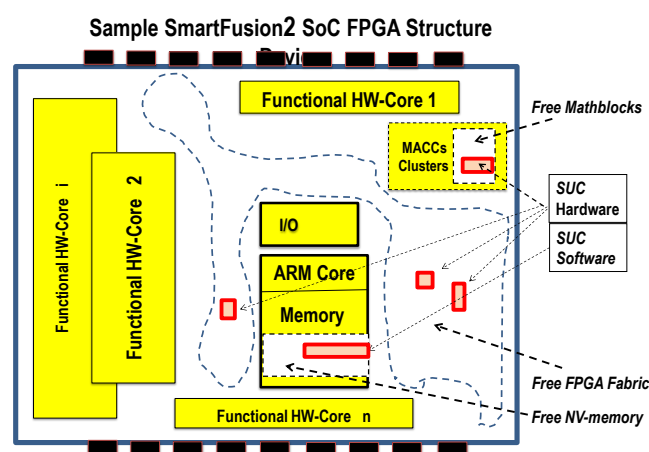 Sample SmartFusion2 SoC FPGA Structure
Functional HW-Core 1
Free Mathblocks
MACCs
Clusters
SUC
Hardware
SUC
Software
I/O
ARM Core
Memory
Functional HW-Core i
Functional HW-Core 2
Free FPGA Fabric
Free NV-memory
Functional HW-Core n